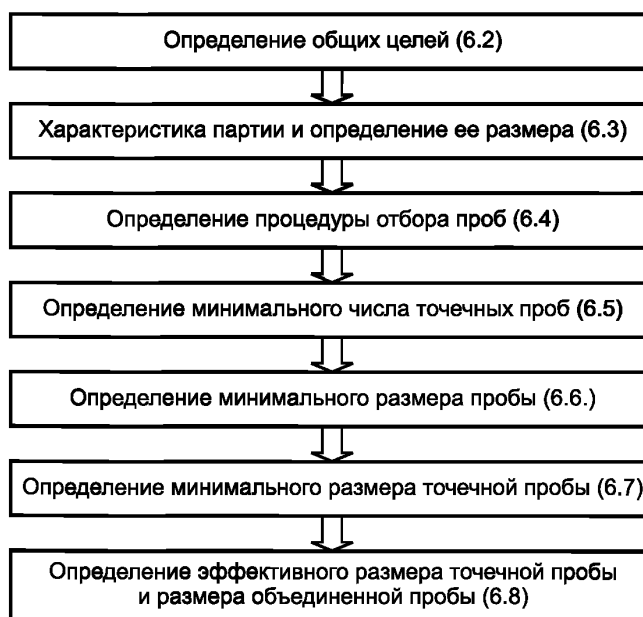 Определение общих целей (6.2)
Характеристика партии и определение ее размера (6.3)
Определение процедуры отбора проб (6.4)
Определение минимального числа точечных проб (6.5)
Определение минимального размера пробы (6.6.)
Определение минимального размера точечной пробы (6.7)
Определение эффективного размера точечной пробы
и размера объединенной пробы (6.8)